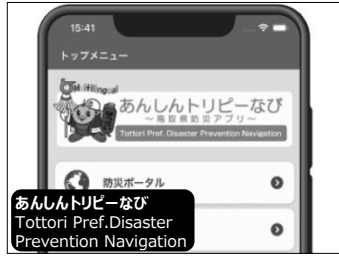 15:41
トップメニュー
Multilingual
あんしんトリピーなび
～鳥取県防災アプリ～
Tottori Pref. Disaster Prevention Navigation
防災ポータル
あんしんトリピーなび
Tottori Pref.Disaster
Prevention Navigation